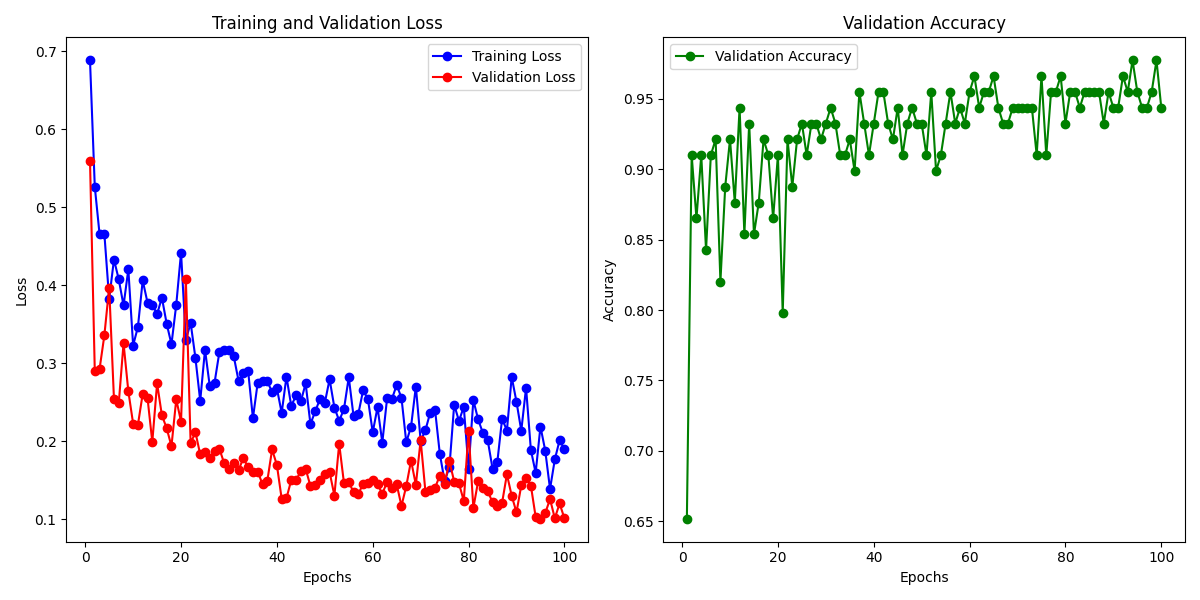 Training and Validation Loss
Training Loss
Validation Loss
Loss
0.7
0.6
0.5
0.4
0.3
0.2
0.1
0 20 40 60 80 100
Epochs
Validation Accuracy
Validation Accuracy
Accuracy
0.95
0.90
0.85
0.80
0.75
0.70
0.65
0 20 40 60 80 100
Epochs